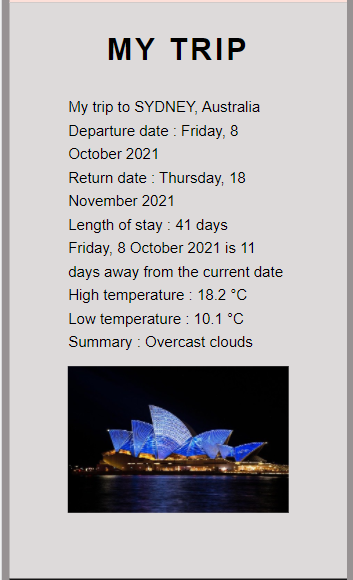 MY TRIP
My trip to SYDNEY, Australia
Departure date : Friday, 8
October 2021
Return date : Thursday, 18
November 2021
Length of stay : 41 days
Friday, 8 October 2021 is 11
days away from the current date
High temperature : 18.2 °C
Low temperature : 10.1 °C
Summary : Overcast clouds